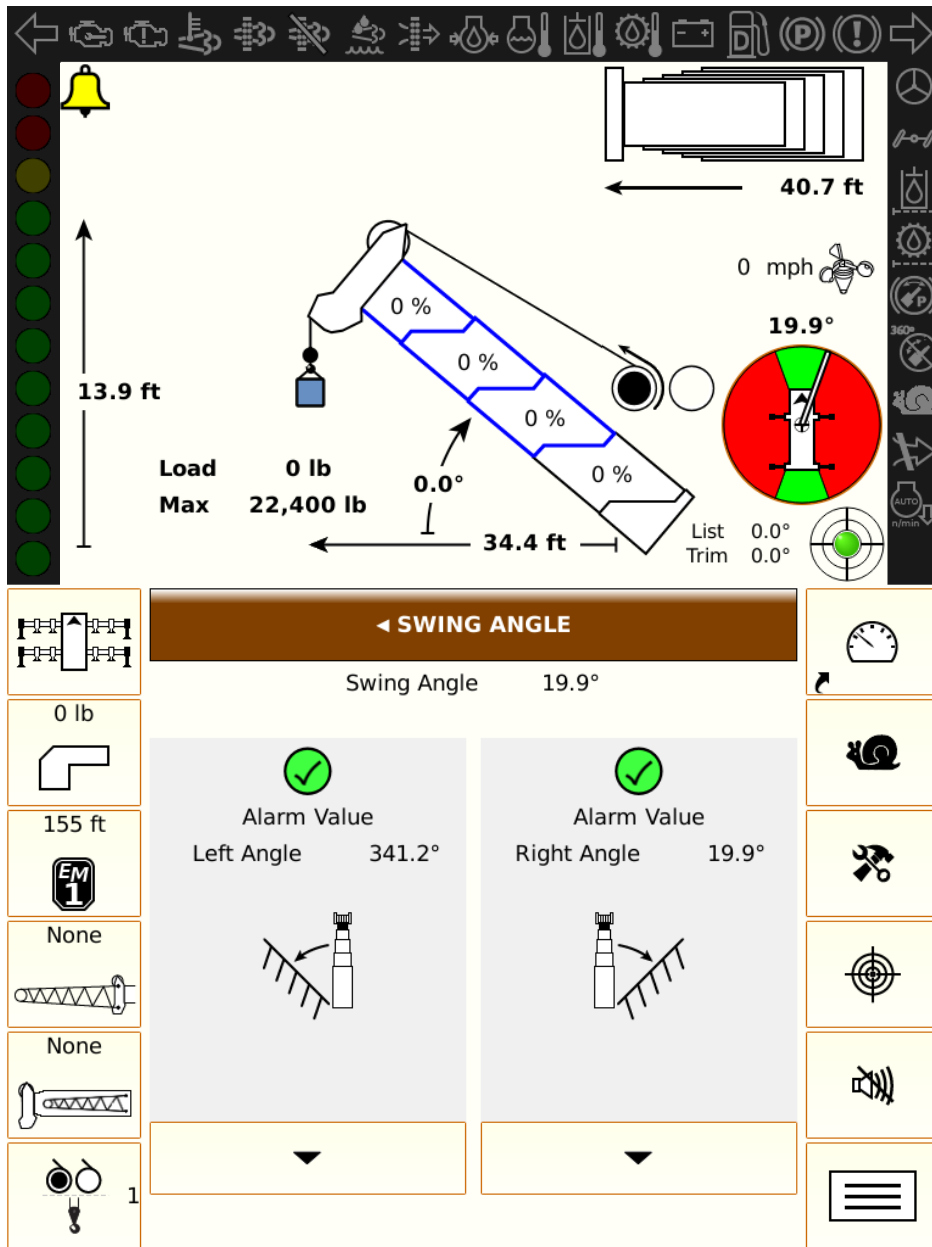 D
P
P
360°
AUTO
n/min
40.7 ft
0 mph
19.9°
0 %
0 %
0 %
0 %
13.9 ft
Load 0 lb
Max 22,400 lb
0.0°
34.4 ft
List 0.0°
Trim 0.0°
◂ SWING ANGLE
Swing Angle 19.9°
0 lb
155 ft
EM
1
None
None
1
Alarm Value
Left Angle 341.2°
Alarm Value
Right Angle 19.9°